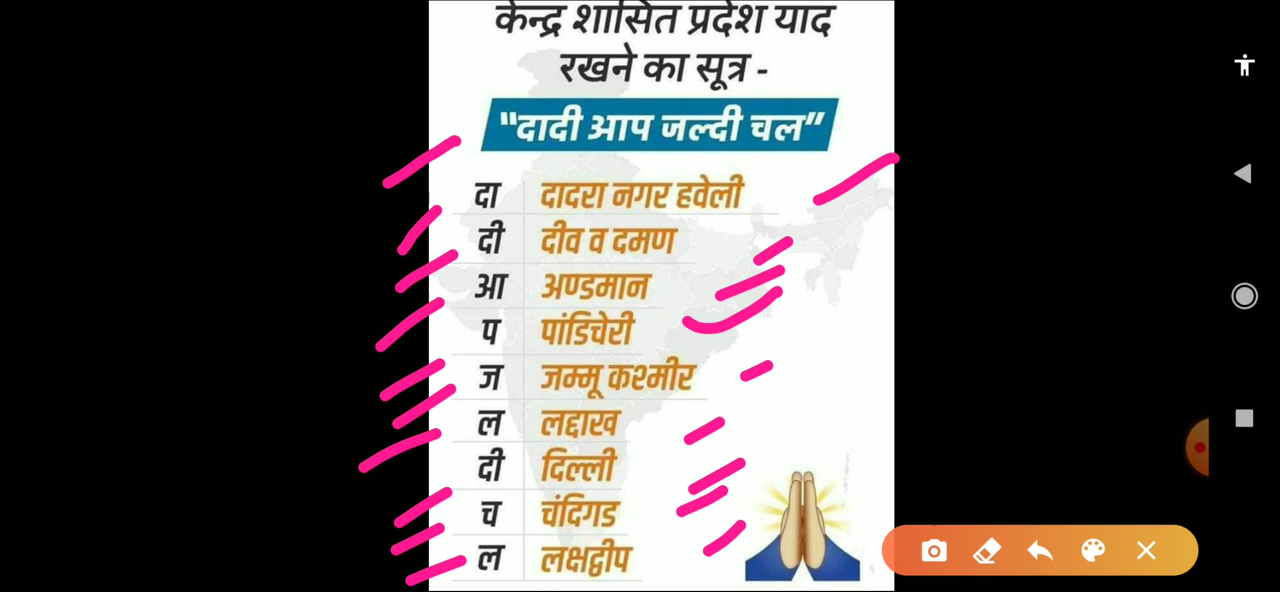 केन्द्र शासित प्रदेश याद
रखने का सूत्र -
"दादी आप जल्दी चल"
दा दादरा नगर हवेली
दी दीव व दमण
आ अण्डमान
प पांडिचेरी
ज जम्मू कश्मीर
ल लद्दाख
दी दिल्ली
च चंदिगड
ल लक्षद्वीप